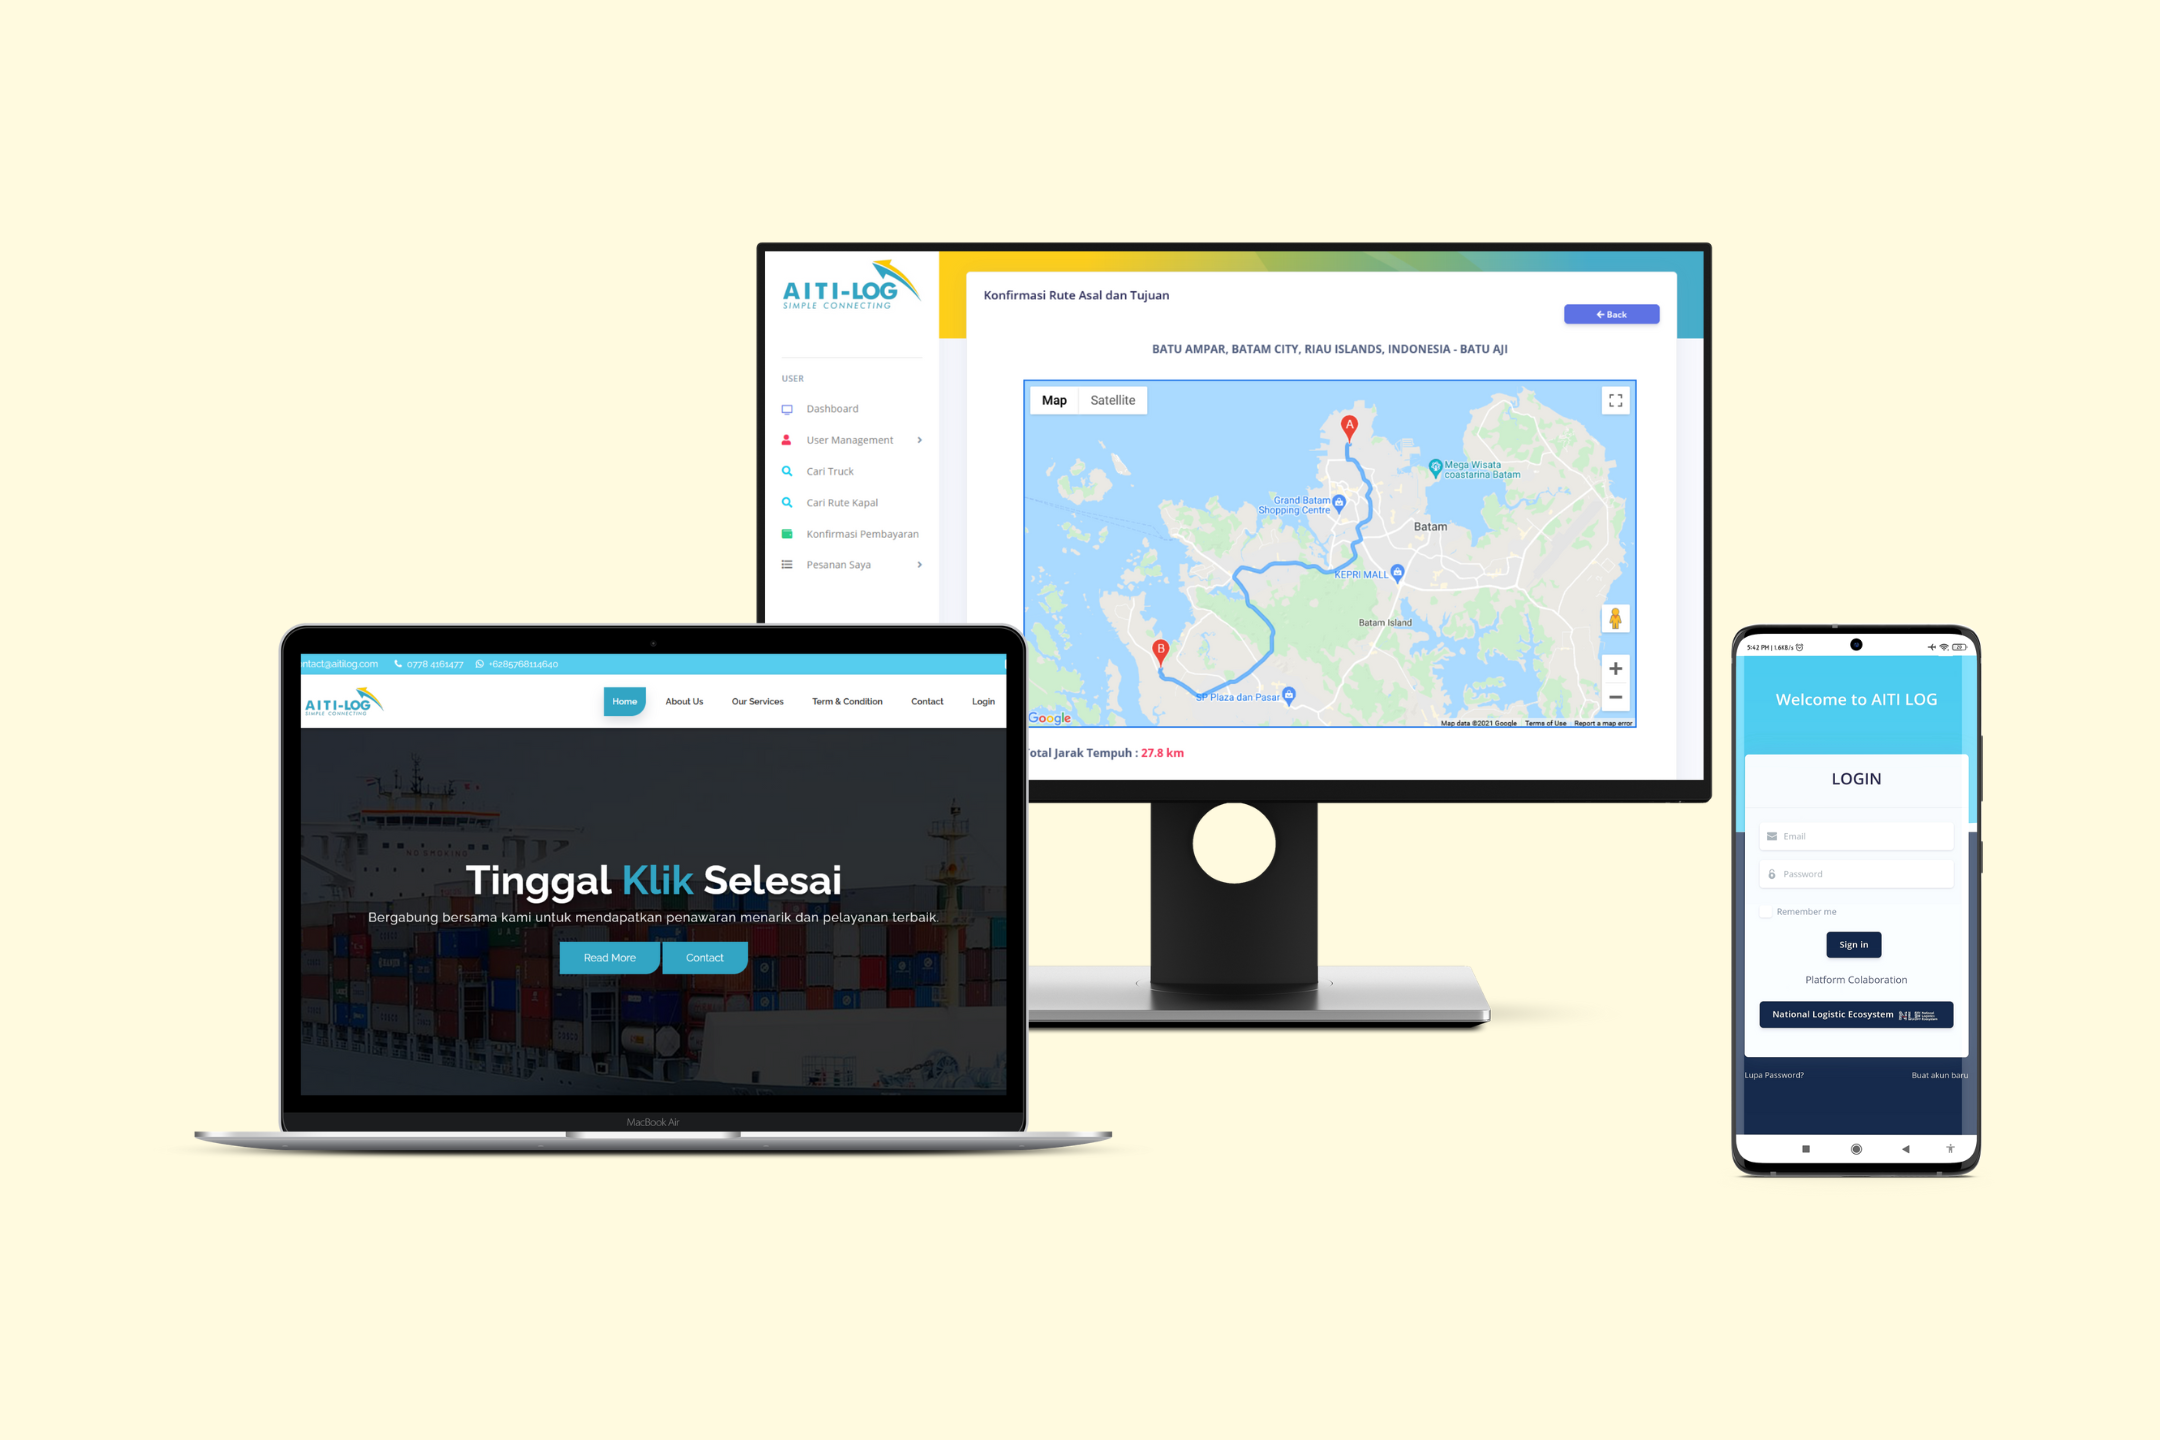 AITI-LOG
SIMPLE CONNECTING
USER
Dashboard
User Management
Cari Truck
Cari Rute Kapal
Konfirmasi Pembayaran
Pesanan Saya
Konfirmasi Rute Asal dan Tujuan
Back
BATU AMPAR, BATAM CITY, RIAU ISLANDS, INDONESIA - BATU AJI
Map Satellite
A
Mega Wisata
coastarina Batam
Grand Batam
Shopping Centre
Batam
KEPRI MALL
Batam Island
B
SP Plaza dan Pasar
Google
Map data ©2021 Google Terms of Use Report a map error
otal Jarak Tempuh : 27.8 km
ntact@aitilog.com 0778 4161477 +6285768114640
AITI-LOG
SIMPLE CONNECTING
Home About Us Our Services Term & Condition Contact Login
NO SMOKING
Tinggal Klik Selesai
Bergabung bersama kami untuk mendapatkan penawaran menarik dan pelayanan terbaik.
Read More Contact
MacBook Air
5:42 PM | 1.6KB/s
Welcome to AITI LOG
LOGIN
Email
Password
Remember me
Sign in
Platform Colaboration
National Logistic Ecosystem NLE
Lupa Password? Buat akun baru